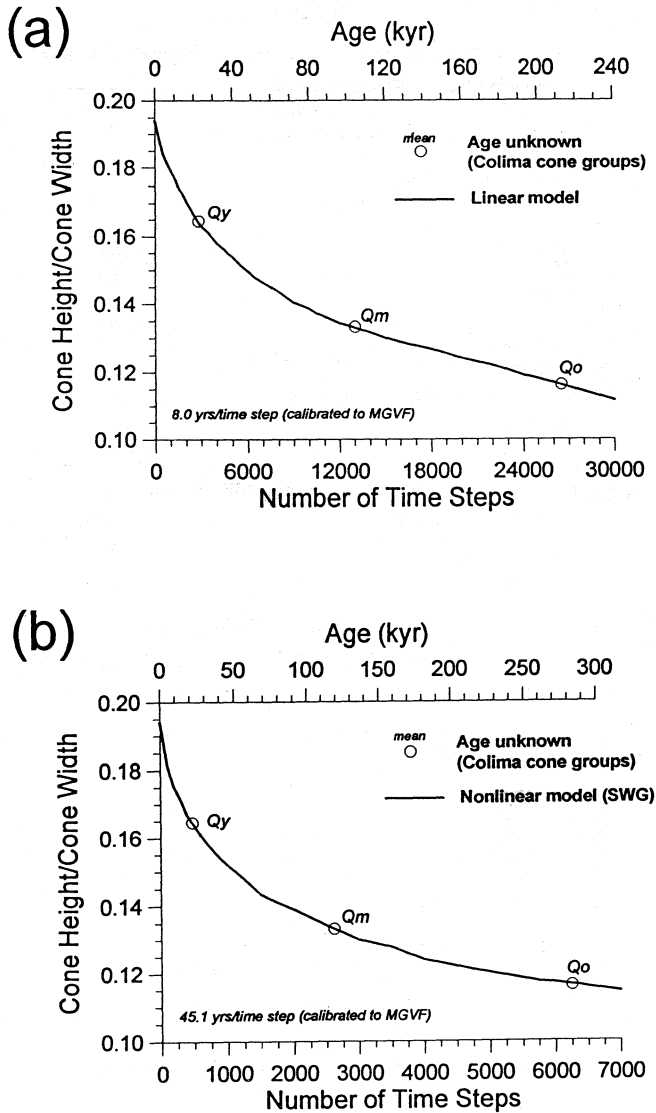 (a)
Age (kyr)
0 40 80 120 160 200 240
0.20
0.18
0.16
0.14
0.12
0.10
Cone Height/Cone Width
mean
Age unknown
(Colima cone groups)
Linear model
Qy
Qm
Qo
8.0 yrs/time step (calibrated to MGVF)
0 6000 12000 18000 24000 30000
Number of Time Steps
(b)
Age (kyr)
0 50 100 150 200 250 300
0.20
0.18
0.16
0.14
0.12
0.10
Cone Height/Cone Width
mean
Age unknown
(Colima cone groups)
Nonlinear model (SWG)
Qy
Qm
Qo
45.1 yrs/time step (calibrated to MGVF)
0 1000 2000 3000 4000 5000 6000 7000
Number of Time Steps